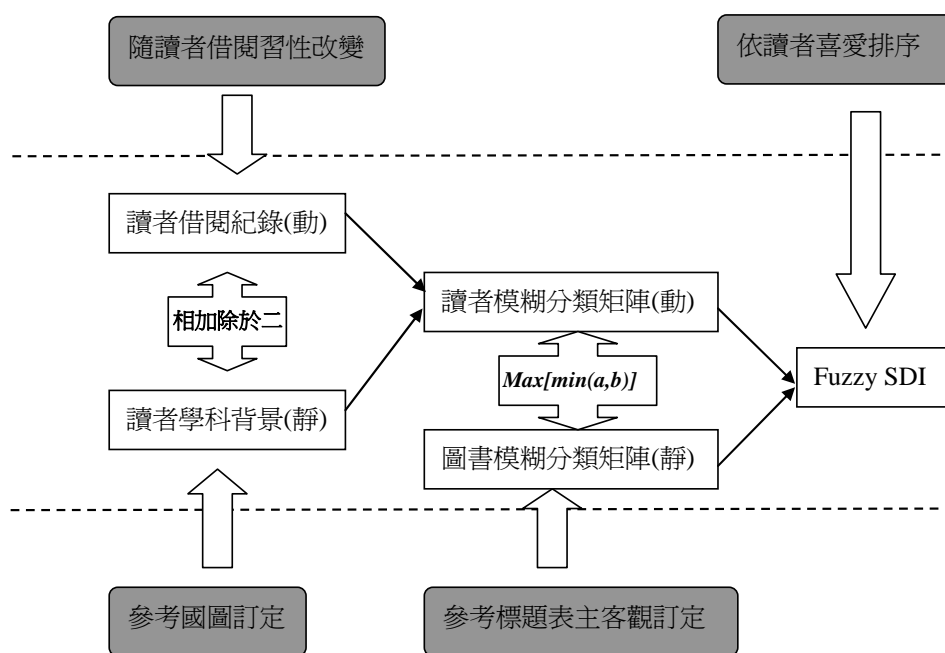 隨讀者借閱習性改變
依讀者喜愛排序
讀者借閱紀錄(動)
相加除於二
讀者學科背景(靜)
讀者模糊分類矩陣(動)
Max[min(a,b)]
圖書模糊分類矩陣(靜)
Fuzzy SDI
參考國圖訂定
參考標題表主客觀訂定